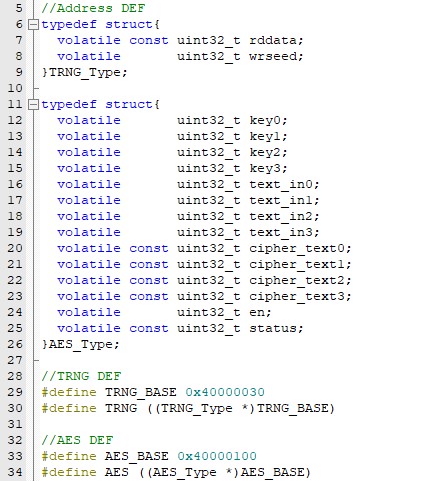 5 //Address DEF
6 typedef struct{
7   volatile const uint32_t rddata;
8   volatile       uint32_t wrseed;
9 }TRNG_Type;
10
11 typedef struct{
12   volatile       uint32_t key0;
13   volatile       uint32_t key1;
14   volatile       uint32_t key2;
15   volatile       uint32_t key3;
16   volatile       uint32_t text_in0;
17   volatile       uint32_t text_in1;
18   volatile       uint32_t text_in2;
19   volatile       uint32_t text_in3;
20   volatile const uint32_t cipher_text0;
21   volatile const uint32_t cipher_text1;
22   volatile const uint32_t cipher_text2;
23   volatile const uint32_t cipher_text3;
24   volatile       uint32_t en;
25   volatile const uint32_t status;
26 }AES_Type;
27
28 //TRNG DEF
29 #define TRNG_BASE 0x40000030
30 #define TRNG ((TRNG_Type *)TRNG_BASE)
31
32 //AES DEF
33 #define AES_BASE 0x40000100
34 #define AES ((AES_Type *)AES_BASE)